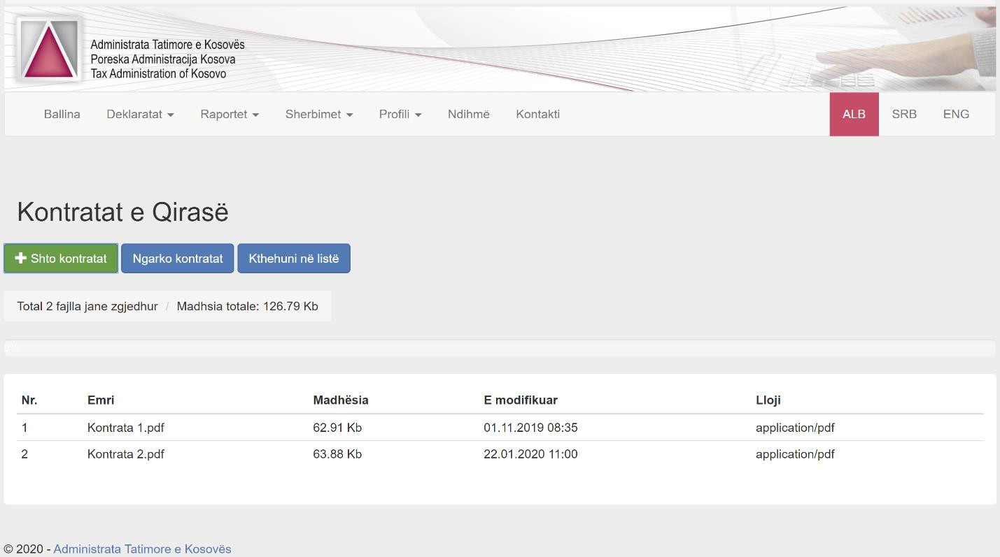 Administrata Tatimore e Kosovës
Poreska Administracija Kosova
Tax Administration of Kosovo
Ballina Deklaratat Raportet Sherbimet Profili Ndihmë Kontakti ALB SRB ENG
Kontratat e Qirasë
Shto kontratat Ngarko kontratat Kthehuni në listë
Total 2 fajlla jane zgjedhur / Madhsia totale: 126.79 Kb
0%
Nr. Emri Madhësia E modifikuar Lloji
1 Kontrata 1.pdf 62.91 Kb 01.11.2019 08:35 application/pdf
2 Kontrata 2.pdf 63.88 Kb 22.01.2020 11:00 application/pdf
© 2020 - Administrata Tatimore e Kosovës